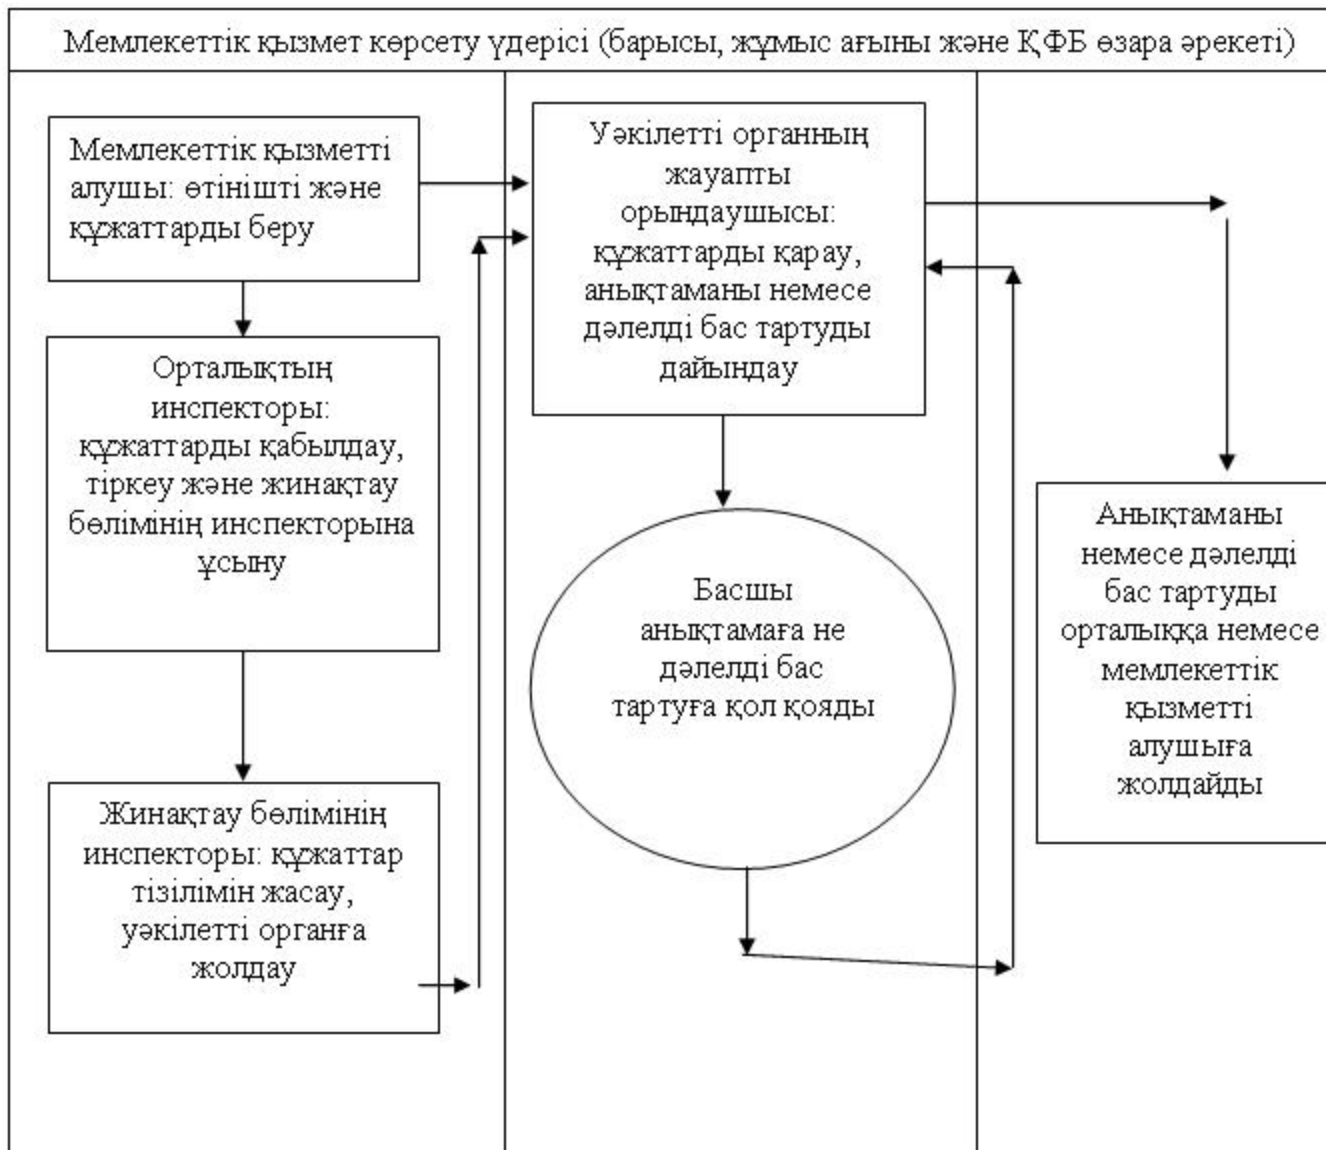 Мемлекеттік қызмет көрсету үдерісі (барысы, жұмыс ағыны және ҚФБ өзара әрекеті)
Мемлекеттік қызметті
алушы: өтінішті және
құжаттарды беру
Орталықтың
инспекторы:
құжаттарды қабылдау,
тіркеу және жинақтау
бөлімінің инспекторына
ұсыну
Жинақтау бөлімінің
инспекторы: құжаттар
тізілімін жасау,
уәкілетті органға
жолдау
Уәкілетті органның
жауапты
орындаушысы:
құжаттарды қарау,
анықтаманы немесе
дәлелді бас тартуды
дайындау
Басшы
анықтамаға не
дәлелді бас
тартуға қол қояды
Анықтаманы
немесе дәлелді
бас тартуды
орталыққа немесе
мемлекеттік
қызметті
алушыға
жолдайды